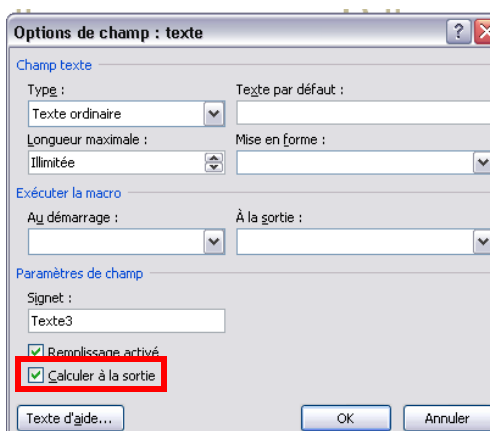 Options de champ : texte
Champ texte
Type : Texte par défaut :
Texte ordinaire
Longueur maximale : Mise en forme :
Illimitée
Exécuter la macro
Au démarrage : À la sortie :
Paramètres de champ
Signet :
Texte3
Remplissage activé
Calculer à la sortie
Texte d'aide... OK Annuler